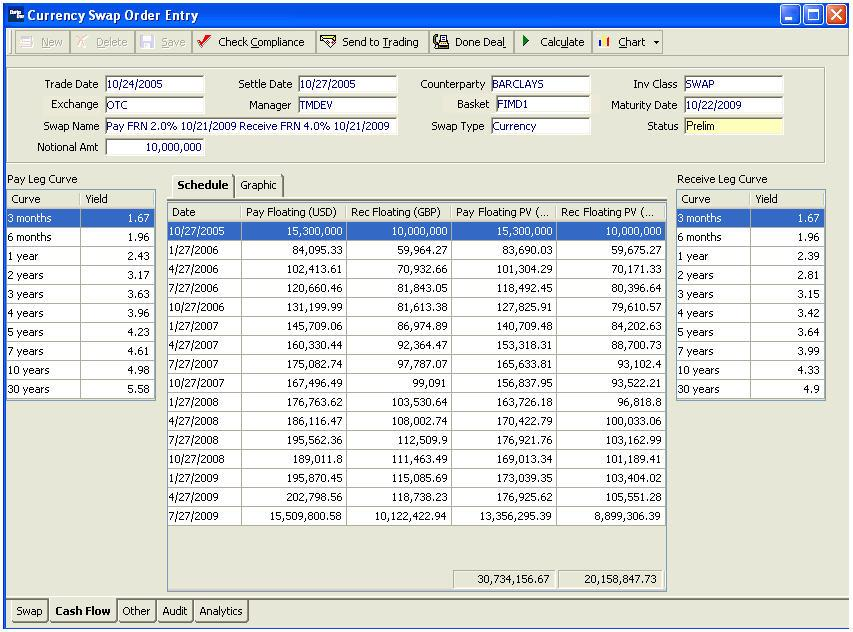 Currency Swap Order Entry
New Delete Save Check Compliance Send to Trading Done Deal Calculate Chart
Trade Date 10/24/2005 Settle Date 10/27/2005 Counterparty BARCLAYS Inv Class SWAP
Exchange OTC Manager TMDEV Basket FIMD1 Maturity Date 10/22/2009
Swap Name Pay FRN 2.0% 10/21/2009 Receive FRN 4.0% 10/21/2009 Swap Type Currency Status Prelim
Notional Amt 10,000,000
Pay Leg Curve
Curve Yield
3 months 1.67
6 months 1.96
1 year 2.43
2 years 3.17
3 years 3.63
4 years 3.96
5 years 4.23
7 years 4.61
10 years 4.98
30 years 5.58
Schedule Graphic
Date Pay Floating (USD) Rec Floating (GBP) Pay Floating PV (... Rec Floating PV (...
10/27/2005 15,300,000 10,000,000 15,300,000 10,000,000
1/27/2006 84,095.33 59,964.27 83,690.03 59,675.27
4/27/2006 102,413.61 70,932.66 101,304.29 70,171.33
7/27/2006 120,660.46 81,843.05 118,492.45 80,396.64
10/27/2006 131,199.99 81,613.38 127,825.91 79,610.57
1/27/2007 145,709.06 86,974.89 140,709.48 84,202.63
4/27/2007 160,330.44 92,364.47 153,318.31 88,700.73
7/27/2007 175,082.74 97,787.07 165,633.81 93,102.4
10/27/2007 167,496.49 99,091 156,837.95 93,522.21
1/27/2008 176,763.62 103,530.64 163,726.18 96,818.8
4/27/2008 186,116.47 108,002.74 170,422.79 100,033.06
7/27/2008 195,562.36 112,509.9 176,921.76 103,162.99
10/27/2008 189,011.8 111,463.49 169,013.34 101,189.41
1/27/2009 195,870.45 115,085.69 173,039.35 103,404.02
4/27/2009 202,798.56 118,738.23 176,925.62 105,551.28
7/27/2009 15,509,800.58 10,122,422.94 13,356,295.39 8,899,306.39
30,734,156.67 20,158,847.73
Receive Leg Curve
Curve Yield
3 months 1.67
6 months 1.96
1 year 2.39
2 years 2.81
3 years 3.15
4 years 3.42
5 years 3.64
7 years 3.99
10 years 4.33
30 years 4.9
Swap Cash Flow Other Audit Analytics